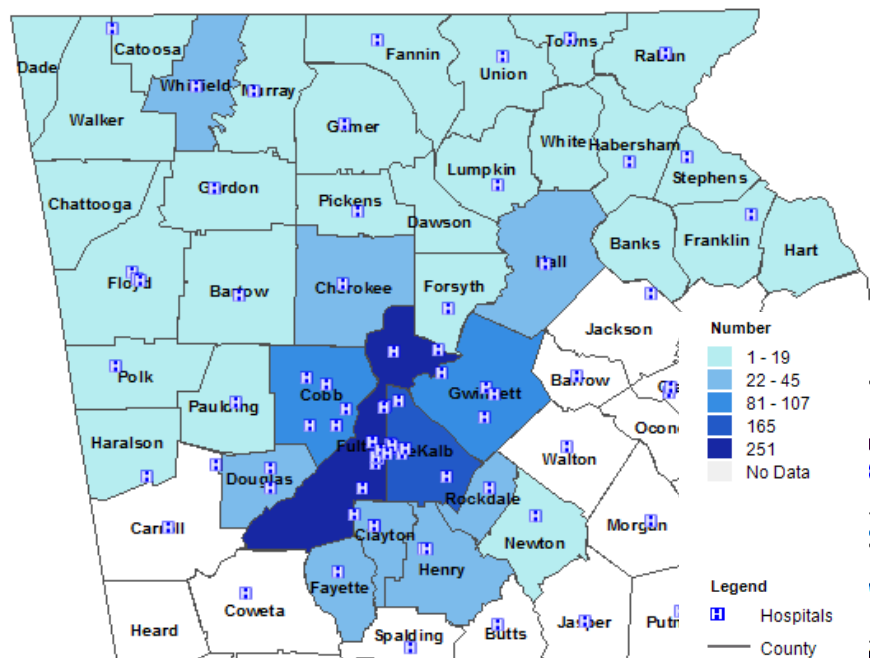 Dade
Catoosa
Whitfield
Murray
Fannin
Union
Towns
Rabun
Walker
Gilmer
White
Habersham
Lumpkin
Stephens
Chattooga
Gordon
Pickens
Dawson
Banks
Franklin
Hart
Floyd
Bartow
Cherokee
Forsyth
Hall
Jackson
Polk
Paulding
Cobb
Gwinnett
Barrow
Ocon
Haralson
Douglas
DeKalb
Rockdale
Walton
Carroll
Clayton
Newton
Morgan
Fayette
Henry
Heard
Coweta
Spalding
Butts
Jasper
Putn
Number
1 - 19
22 - 45
81 - 107
165
251
No Data
Legend
H Hospitals
County